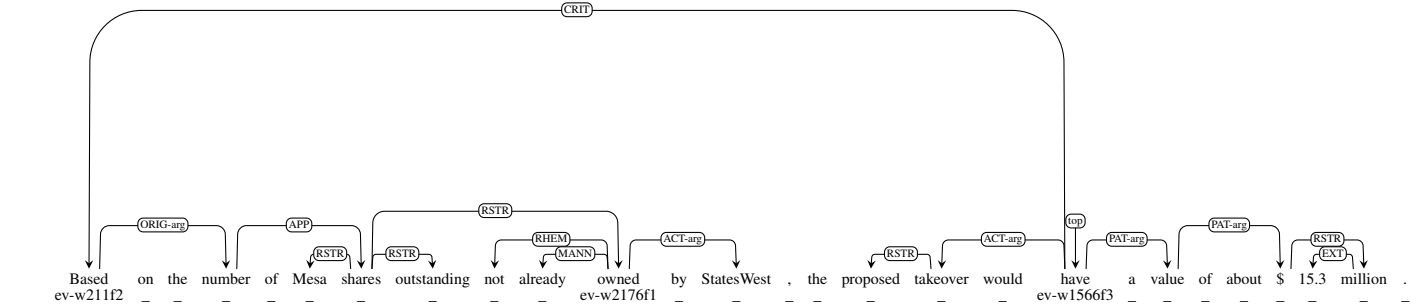 CRIT
top
RSTR
ORIG-arg APP PAT-arg
RHEM ACT-arg ACT-arg PAT-arg RSTR
RSTR RSTR MANN RSTR EXT
Based on the number of Mesa shares outstanding not already owned by StatesWest , the proposed takeover would have a value of about $ 15.3 million .
ev-w211f2 _ _ _ _ _ _ _ _ _ ev-w2176f1 _ _ _ _ _ _ _ ev-w1566f3 _ _ _ _ _ _ _ _